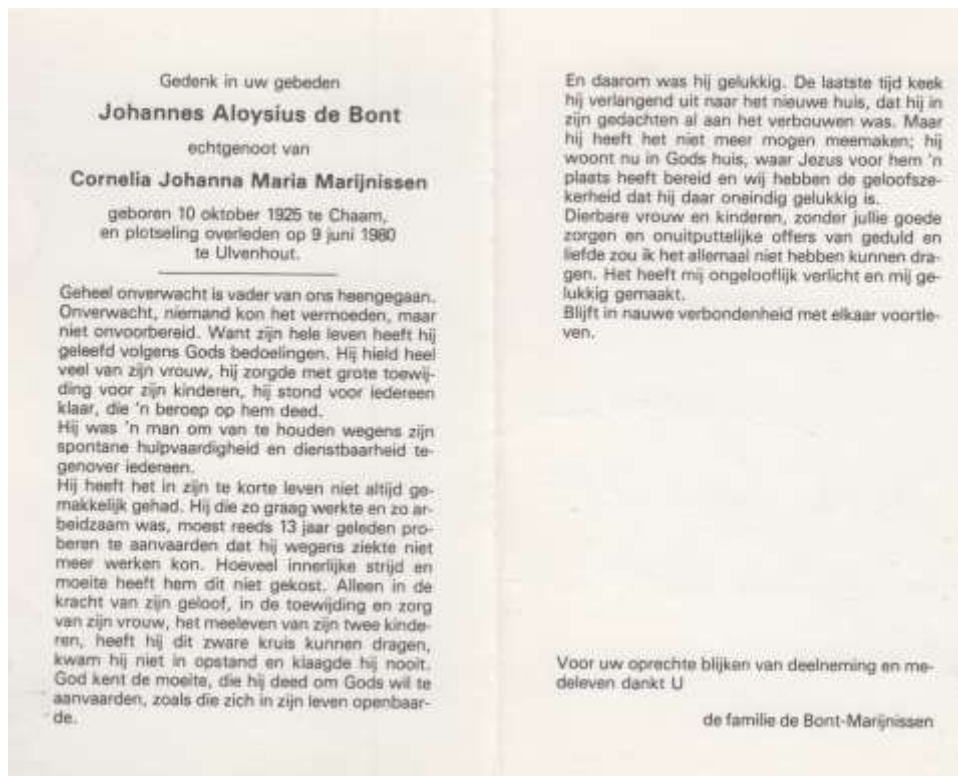 Gedenk in uw gebeden
Johannes Aloysius de Bont
echtgenoot van
Cornelia Johanna Maria Marijnissen
geboren 10 oktober 1925 te Chaam,
en plotseling overleden op 9 juni 1980
te Ulvenhout.
Geheel onverwacht is vader van ons heengegaan.
Onverwacht, niemand kon het vermoeden, maar
niet onvoorbereid. Want zijn hele leven heeft hij
geleefd volgens Gods bedoelingen. Hij hield heel
veel van zijn vrouw, hij zorgde met grote toewij-
ding voor zijn kinderen, hij stond voor iedereen
klaar, die 'n beroep op hem deed.
Hij was 'n man om van te houden wegens zijn
spontane hulpvaardigheid en dienstbaarheid te-
genover iedereen.
Hij heeft het in zijn te korte leven niet altijd ge-
makkelijk gehad. Hij die zo graag werkte en zo ar-
beidzaam was, moest reeds 13 jaar geleden pro-
beren te aanvaarden dat hij wegens ziekte niet
meer werken kon. Hoeveel innerlijke strijd en
moeite heeft hem dit niet gekost. Alleen in de
kracht van zijn geloof, in de toewijding en zorg
van zijn vrouw, het meeleven van zijn twee kinde-
ren, heeft hij dit zware kruis kunnen dragen,
kwam hij niet in opstand en klaagde hij nooit.
God kent de moeite, die hij deed om Gods wil te
aanvaarden, zoals die zich in zijn leven openbaar-
de.
En daarom was hij gelukkig. De laatste tijd keek
hij verlangend uit naar het nieuwe huis, dat hij in
zijn gedachten al aan het verbouwen was. Maar
hij heeft het niet meer mogen meemaken; hij
woont nu in Gods huis, waar Jezus voor hem 'n
plaats heeft bereid en wij hebben de geloofsze-
kerheid dat hij daar oneindig gelukkig is.
Dierbare vrouw en kinderen, zonder jullie goede
zorgen en onuitputtelijke offers van geduld en
liefde zou ik het allemaal niet hebben kunnen dra-
gen. Het heeft mij ongelooflijk verlicht en mij ge-
lukkig gemaakt.
Blijft in nauwe verbondenheid met elkaar voortle-
ven.
Voor uw oprechte blijken van deelneming en me-
deleven dankt U
de familie de Bont-Marijnissen